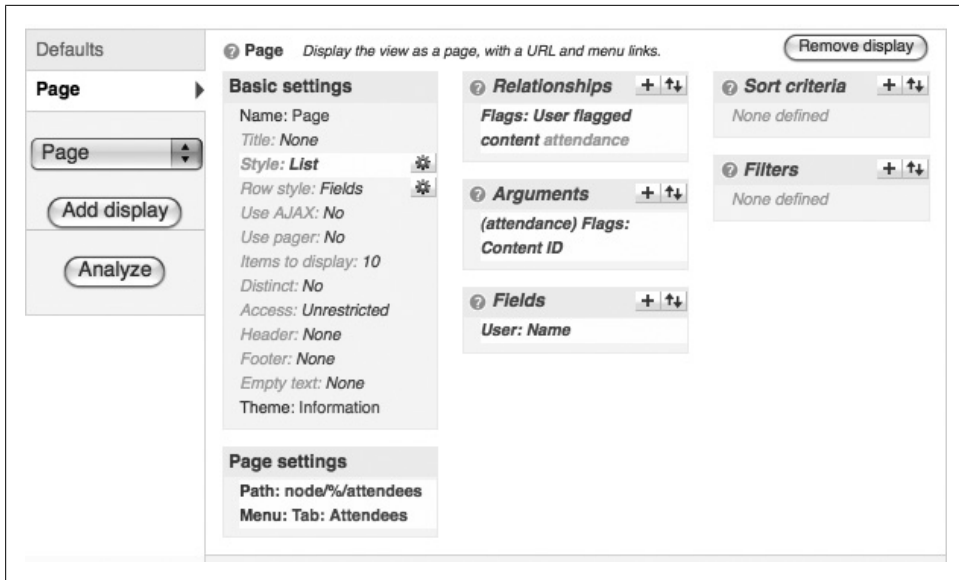 Defaults
Page
Page
Add display
Analyze
Page Display the view as a page, with a URL and menu links.
Remove display
Basic settings
Name: Page
Title: None
Style: List
Row style: Fields
Use AJAX: No
Use pager: No
Items to display: 10
Distinct: No
Access: Unrestricted
Header: None
Footer: None
Empty text: None
Theme: Information
Page settings
Path: node/%/attendees
Menu: Tab: Attendees
Relationships
Flags: User flagged
content attendance
Arguments
(attendance) Flags:
Content ID
Fields
User: Name
Sort criteria
None defined
Filters
None defined